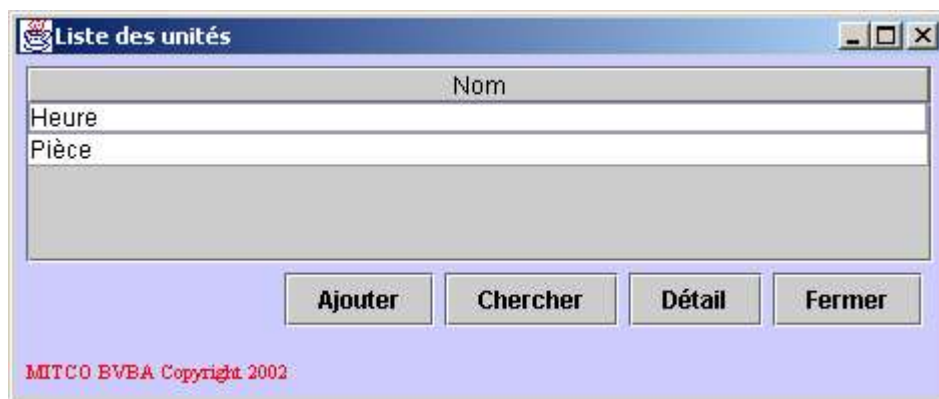 Liste des unités
Nom
Heure
Pièce
Ajouter Chercher Détail Fermer
MITCO BVBA Copyright 2002